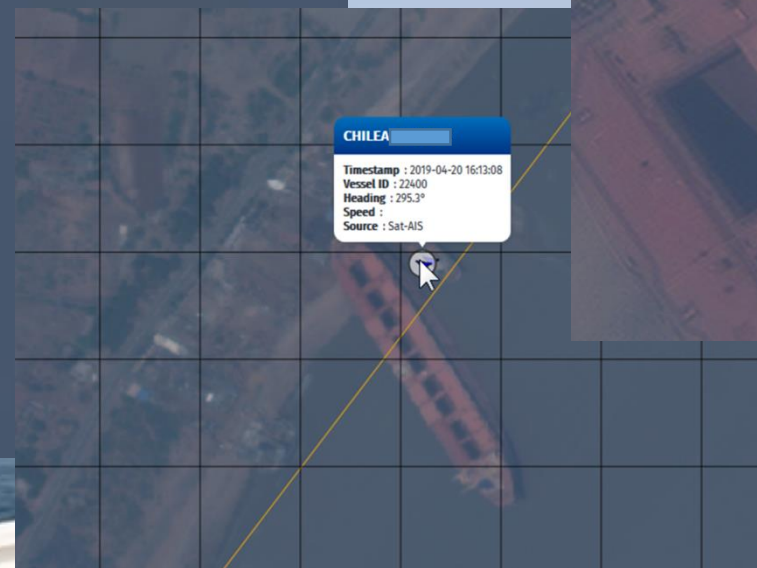 CHILEA
Timestamp : 2019-04-20 16:13:08
Vessel ID : 22400
Heading : 295.3°
Speed :
Source : Sat-AIS